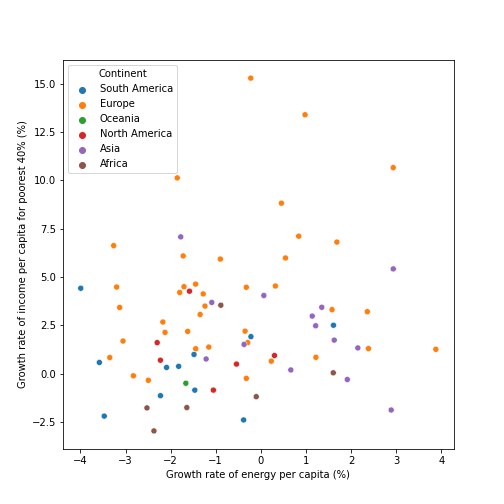 Continent
South America
Europe
Oceania
North America
Asia
Africa
Growth rate of income per capita for poorest 40% (%)
15.0
12.5
10.0
7.5
5.0
2.5
0.0
−2.5
−4
−3
−2
−1
0
1
2
3
4
Growth rate of energy per capita (%)